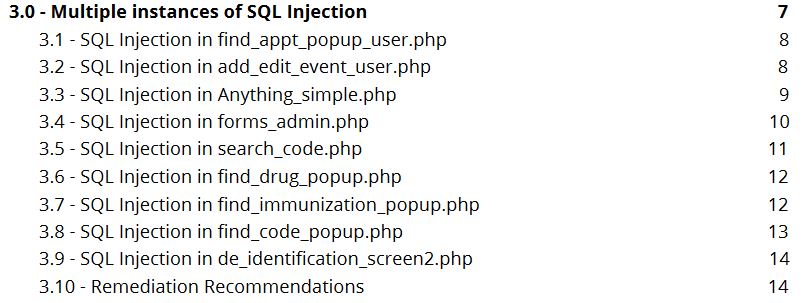 3.0 - Multiple instances of SQL Injection 7
3.1 - SQL Injection in find_appt_popup_user.php 8
3.2 - SQL Injection in add_edit_event_user.php 8
3.3 - SQL Injection in Anything_simple.php 9
3.4 - SQL Injection in forms_admin.php 10
3.5 - SQL Injection in search_code.php 11
3.6 - SQL Injection in find_drug_popup.php 12
3.7 - SQL Injection in find_immunization_popup.php 12
3.8 - SQL Injection in find_code_popup.php 13
3.9 - SQL Injection in de_identification_screen2.php 14
3.10 - Remediation Recommendations 14